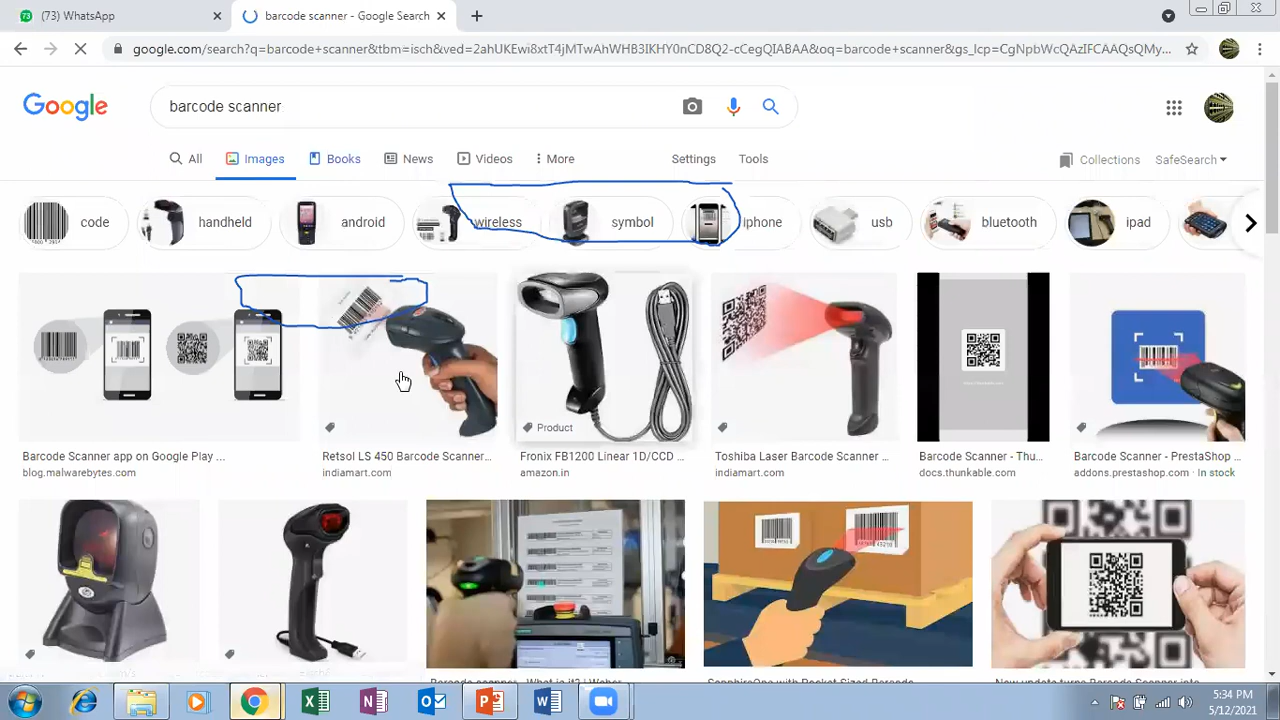 (73) WhatsApp
barcode scanner - Google Search
google.com/search?q=barcode+scanner&tbm=isch&ved=2ahUKEwi8xtT4jMTwAhWHB3IKHY0nCD8Q2-cCegQIABAA&oq=barcode+scanner&gs_lcp=CgNpbWcQAzIFCAAQsQMy...
Google
barcode scanner
All
Images
Books
News
Videos
More
Settings
Tools
Collections
SafeSearch
code
handheld
android
wireless
symbol
iphone
usb
bluetooth
ipad
Product
Barcode Scanner app on Google Play ...
blog.malwarebytes.com
Retsol LS 450 Barcode Scanner...
indiamart.com
Fronix FB1200 Linear 1D/CCD ...
amazon.in
Toshiba Laser Barcode Scanner ...
indiamart.com
Barcode Scanner - Thu...
docs.thunkable.com
Barcode Scanner - PrestaShop ...
addons.prestashop.com · In stock
5:34 PM
5/12/2021